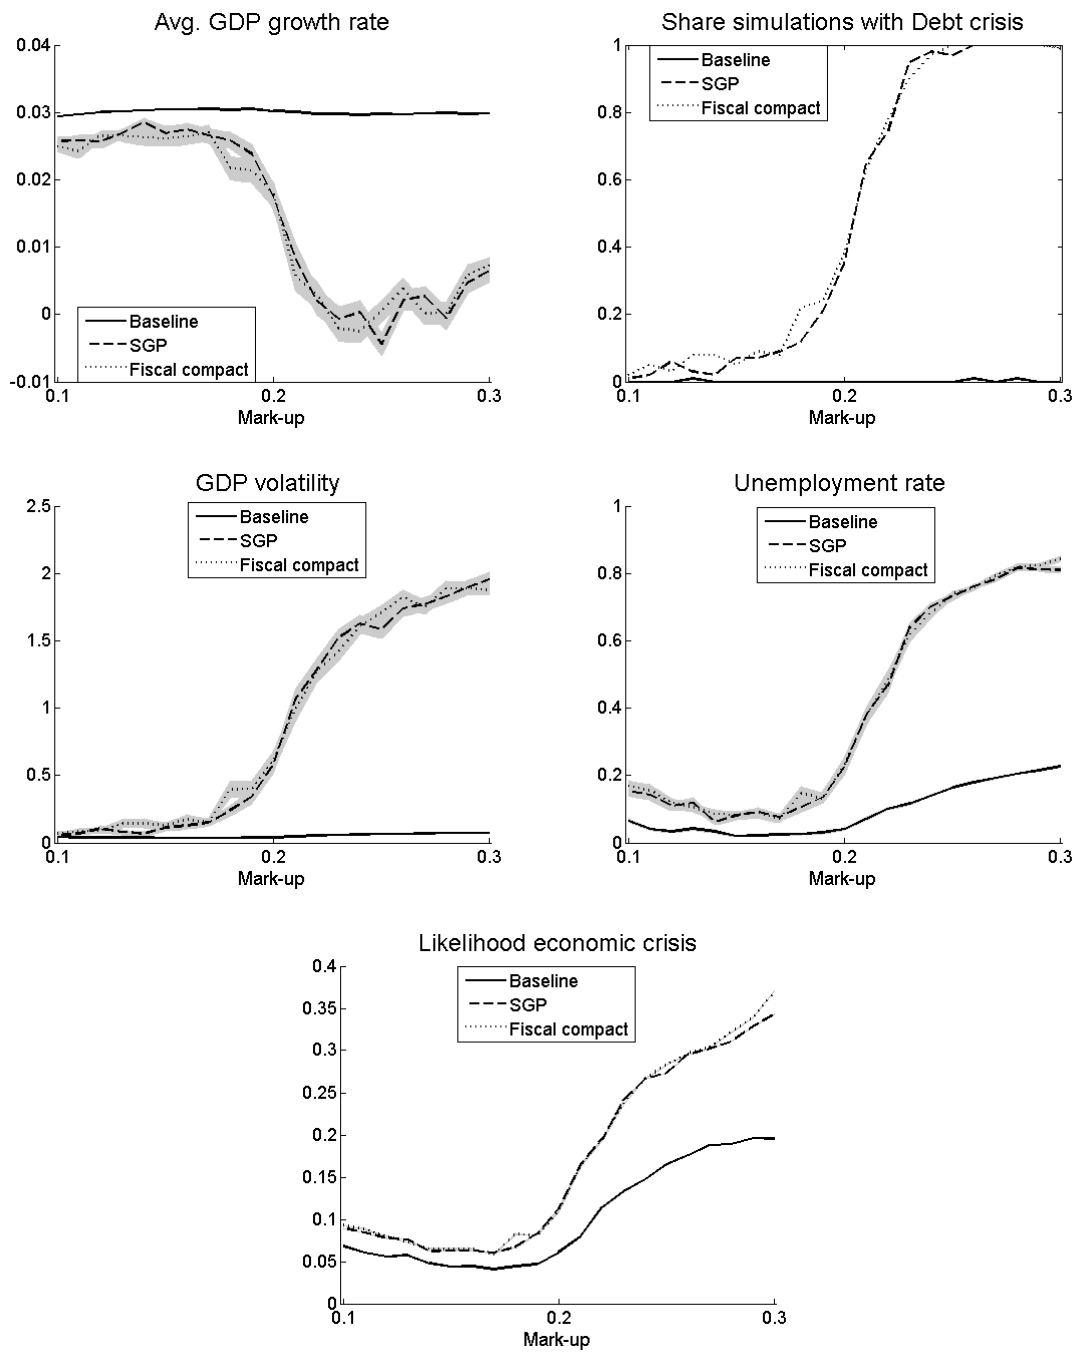 Avg. GDP growth rate
0.04
0.03
0.02
0.01
0
-0.01
Baseline
SGP
Fiscal compact
0.1 0.2 0.3
Mark-up
Share simulations with Debt crisis
1
0.8
0.6
0.4
0.2
0
Baseline
SGP
Fiscal compact
0.1 0.2 0.3
Mark-up
GDP volatility
2.5
2
1.5
1
0.5
0
Baseline
SGP
Fiscal compact
0.1 0.2 0.3
Mark-up
Unemployment rate
1
0.8
0.6
0.4
0.2
0
Baseline
SGP
Fiscal compact
0.1 0.2 0.3
Mark-up
Likelihood economic crisis
0.4
0.35
0.3
0.25
0.2
0.15
0.1
0.05
0
Baseline
SGP
Fiscal compact
0.1 0.2 0.3
Mark-up